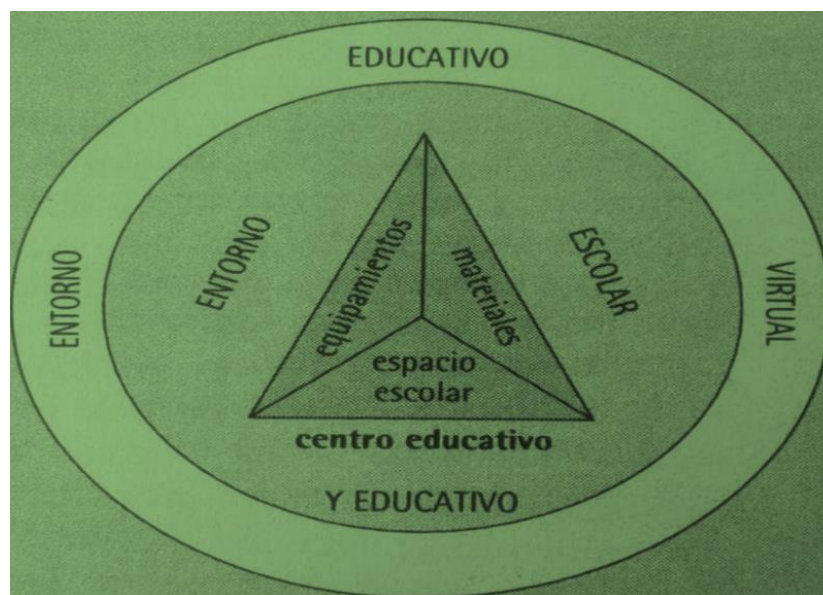 EDUCATIVO
ENTORNO
VIRTUAL
ENTORNO
ESCOLAR
equipamientos
materiales
espacio
escolar
centro educativo
Y EDUCATIVO